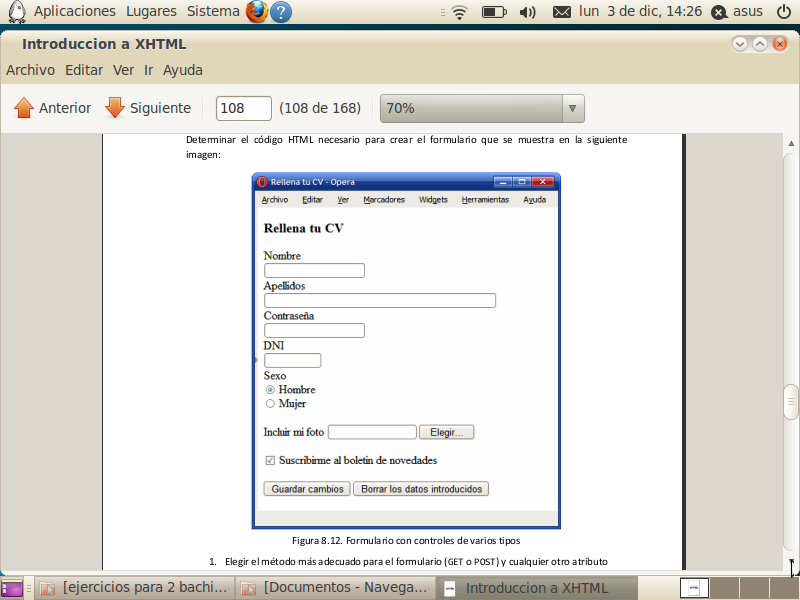 Aplicaciones Lugares Sistema ? lun 3 de dic, 14:26 asus
Introduccion a XHTML
Archivo Editar Ver Ir Ayuda
Anterior Siguiente 108 (108 de 168) 70%
Determinar el código HTML necesario para crear el formulario que se muestra en la siguiente
imagen:
Rellena tu CV - Opera
Archivo Editar Ver Marcadores Widgets Herramientas Ayuda
Rellena tu CV
Nombre
Apellidos
Contraseña
DNI
Sexo
Hombre
Mujer
Incluir mi foto Elegir...
Suscribirme al boletin de novedades
Guardar cambios Borrar los datos introducidos
Figura 8.12. Formulario con controles de varios tipos
1. Elegir el método más adecuado para el formulario (GET o POST) y cualquier otro atributo
[ejercicios para 2 bachi... [Documentos - Navega... Introduccion a XHTML